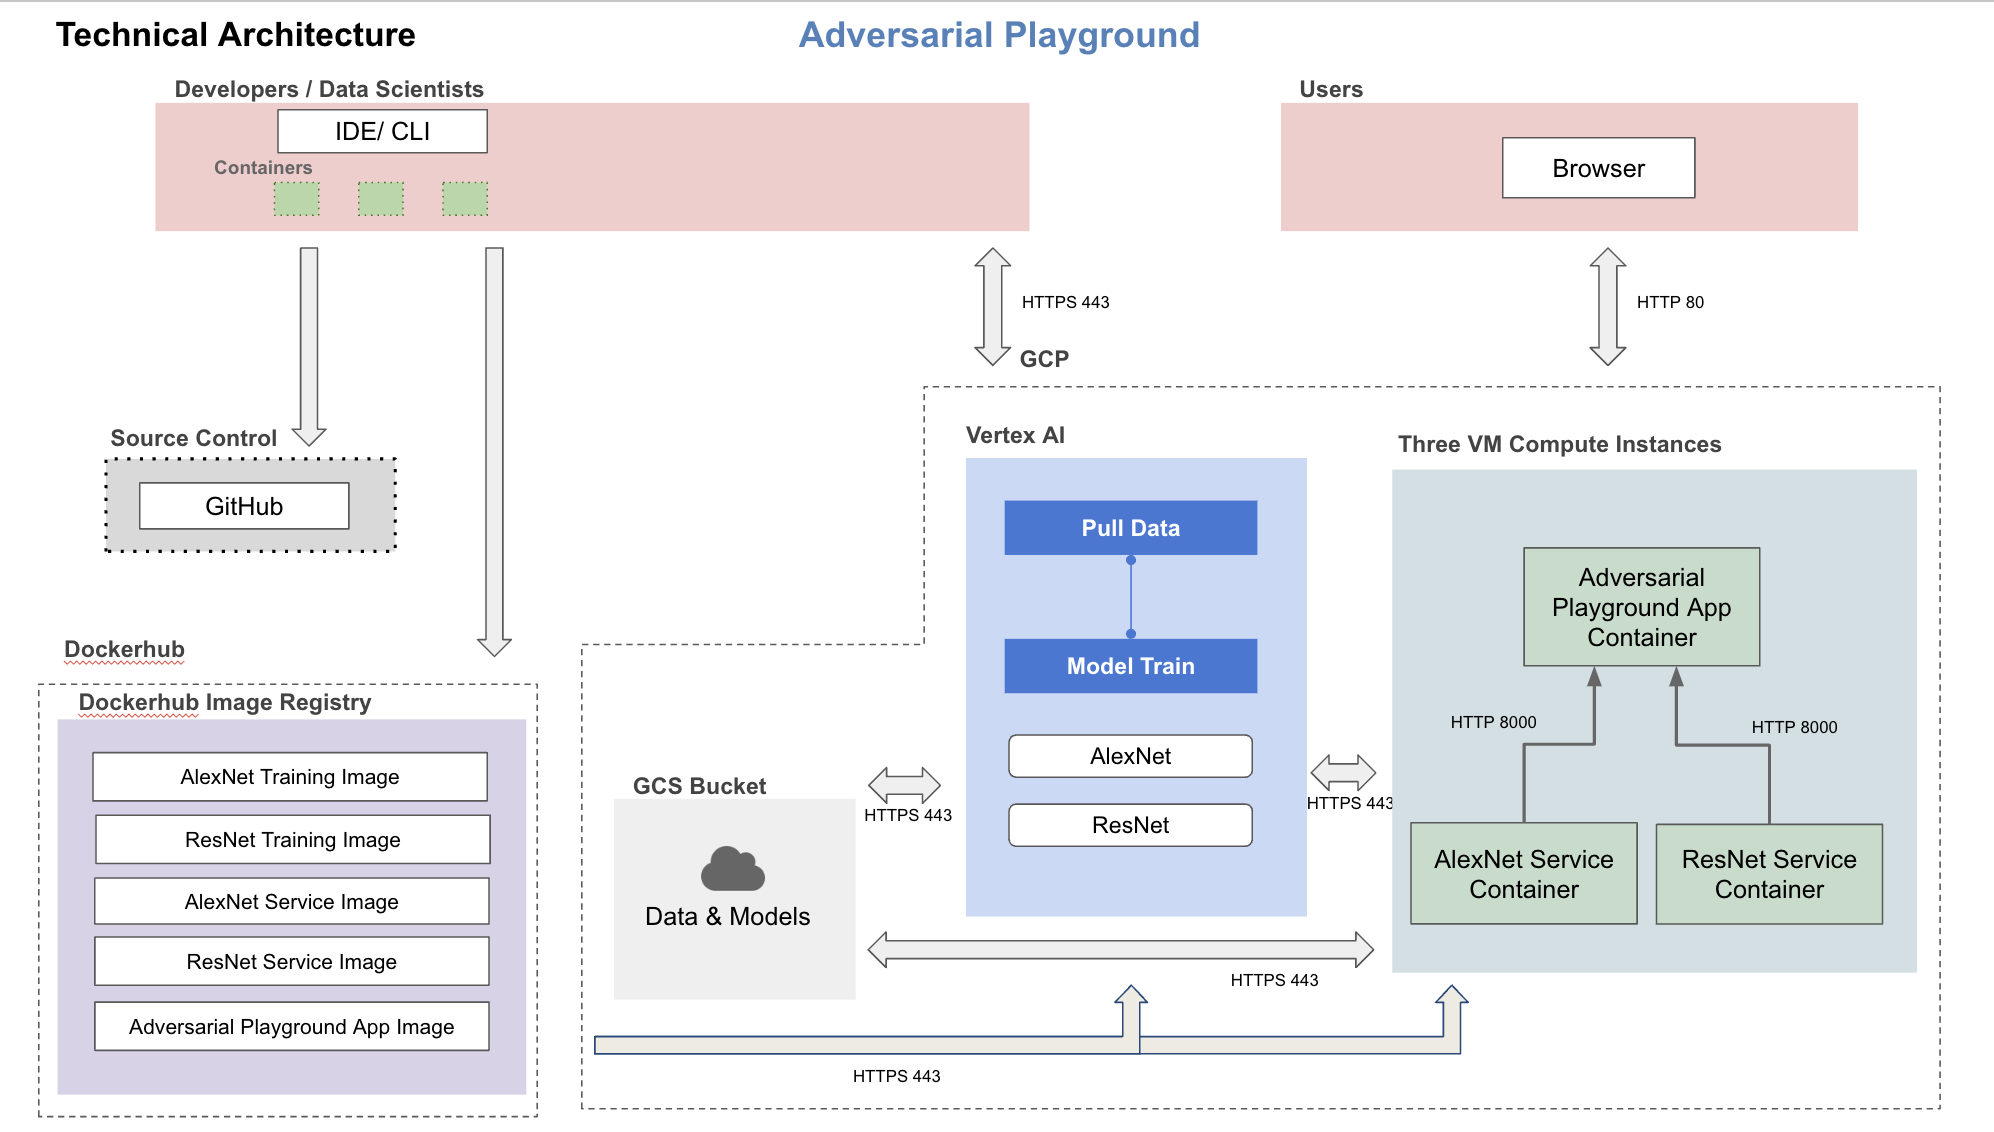 Technical Architecture
Adversarial Playground
Developers / Data Scientists
IDE/ CLI
Containers
Users
Browser
HTTPS 443
HTTP 80
GCP
Source Control
GitHub
Vertex AI
Pull Data
Model Train
AlexNet
ResNet
Three VM Compute Instances
Adversarial
Playground App
Container
HTTP 8000
HTTP 8000
AlexNet Service
Container
ResNet Service
Container
Dockerhub
Dockerhub Image Registry
AlexNet Training Image
ResNet Training Image
AlexNet Service Image
ResNet Service Image
Adversarial Playground App Image
GCS Bucket
Data & Models
HTTPS 443
HTTPS 443
HTTPS 443
HTTPS 443